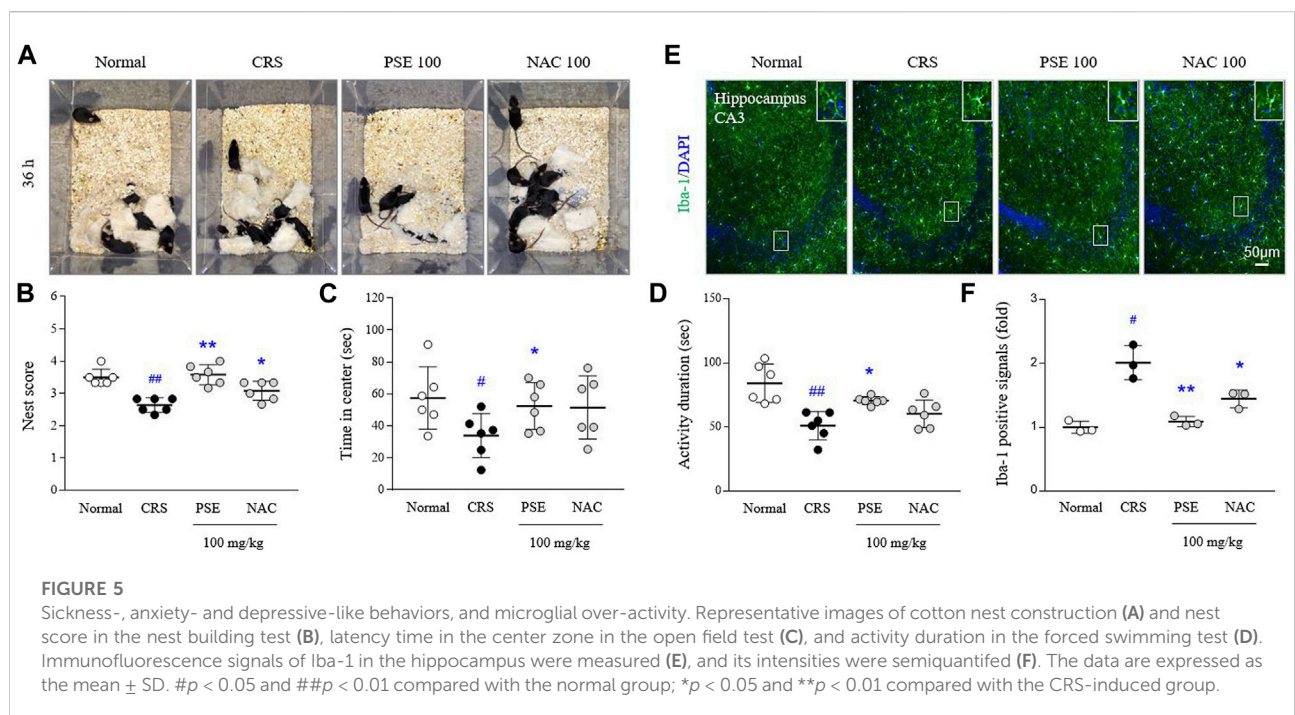 A
Normal
CRS
PSE 100
NAC 100
36 h
E
Normal
CRS
PSE 100
NAC 100
Hippocampus
CA3
Iba-1/DAPI
50μm
B
Nest score
6
5
4
3
2
1
0
##
**
*
Normal
CRS
PSE
NAC
100 mg/kg
C
Time in center (sec)
120
100
80
60
40
20
0
#
*
Normal
CRS
PSE
NAC
100 mg/kg
D
Activity duration (sec)
150
100
50
0
##
*
Normal
CRS
PSE
NAC
100 mg/kg
F
Iba-1 positive signals (fold)
3
2
1
0
#
**
*
Normal
CRS
PSE
NAC
100 mg/kg
FIGURE 5
Sickness-, anxiety- and depressive-like behaviors, and microglial over-activity. Representative images of cotton nest construction (A) and nest
score in the nest building test (B), latency time in the center zone in the open field test (C), and activity duration in the forced swimming test (D).
Immunofluorescence signals of Iba-1 in the hippocampus were measured (E), and its intensities were semiquantifed (F). The data are expressed as
the mean ± SD. #p < 0.05 and ##p < 0.01 compared with the normal group; *p < 0.05 and **p < 0.01 compared with the CRS-induced group.